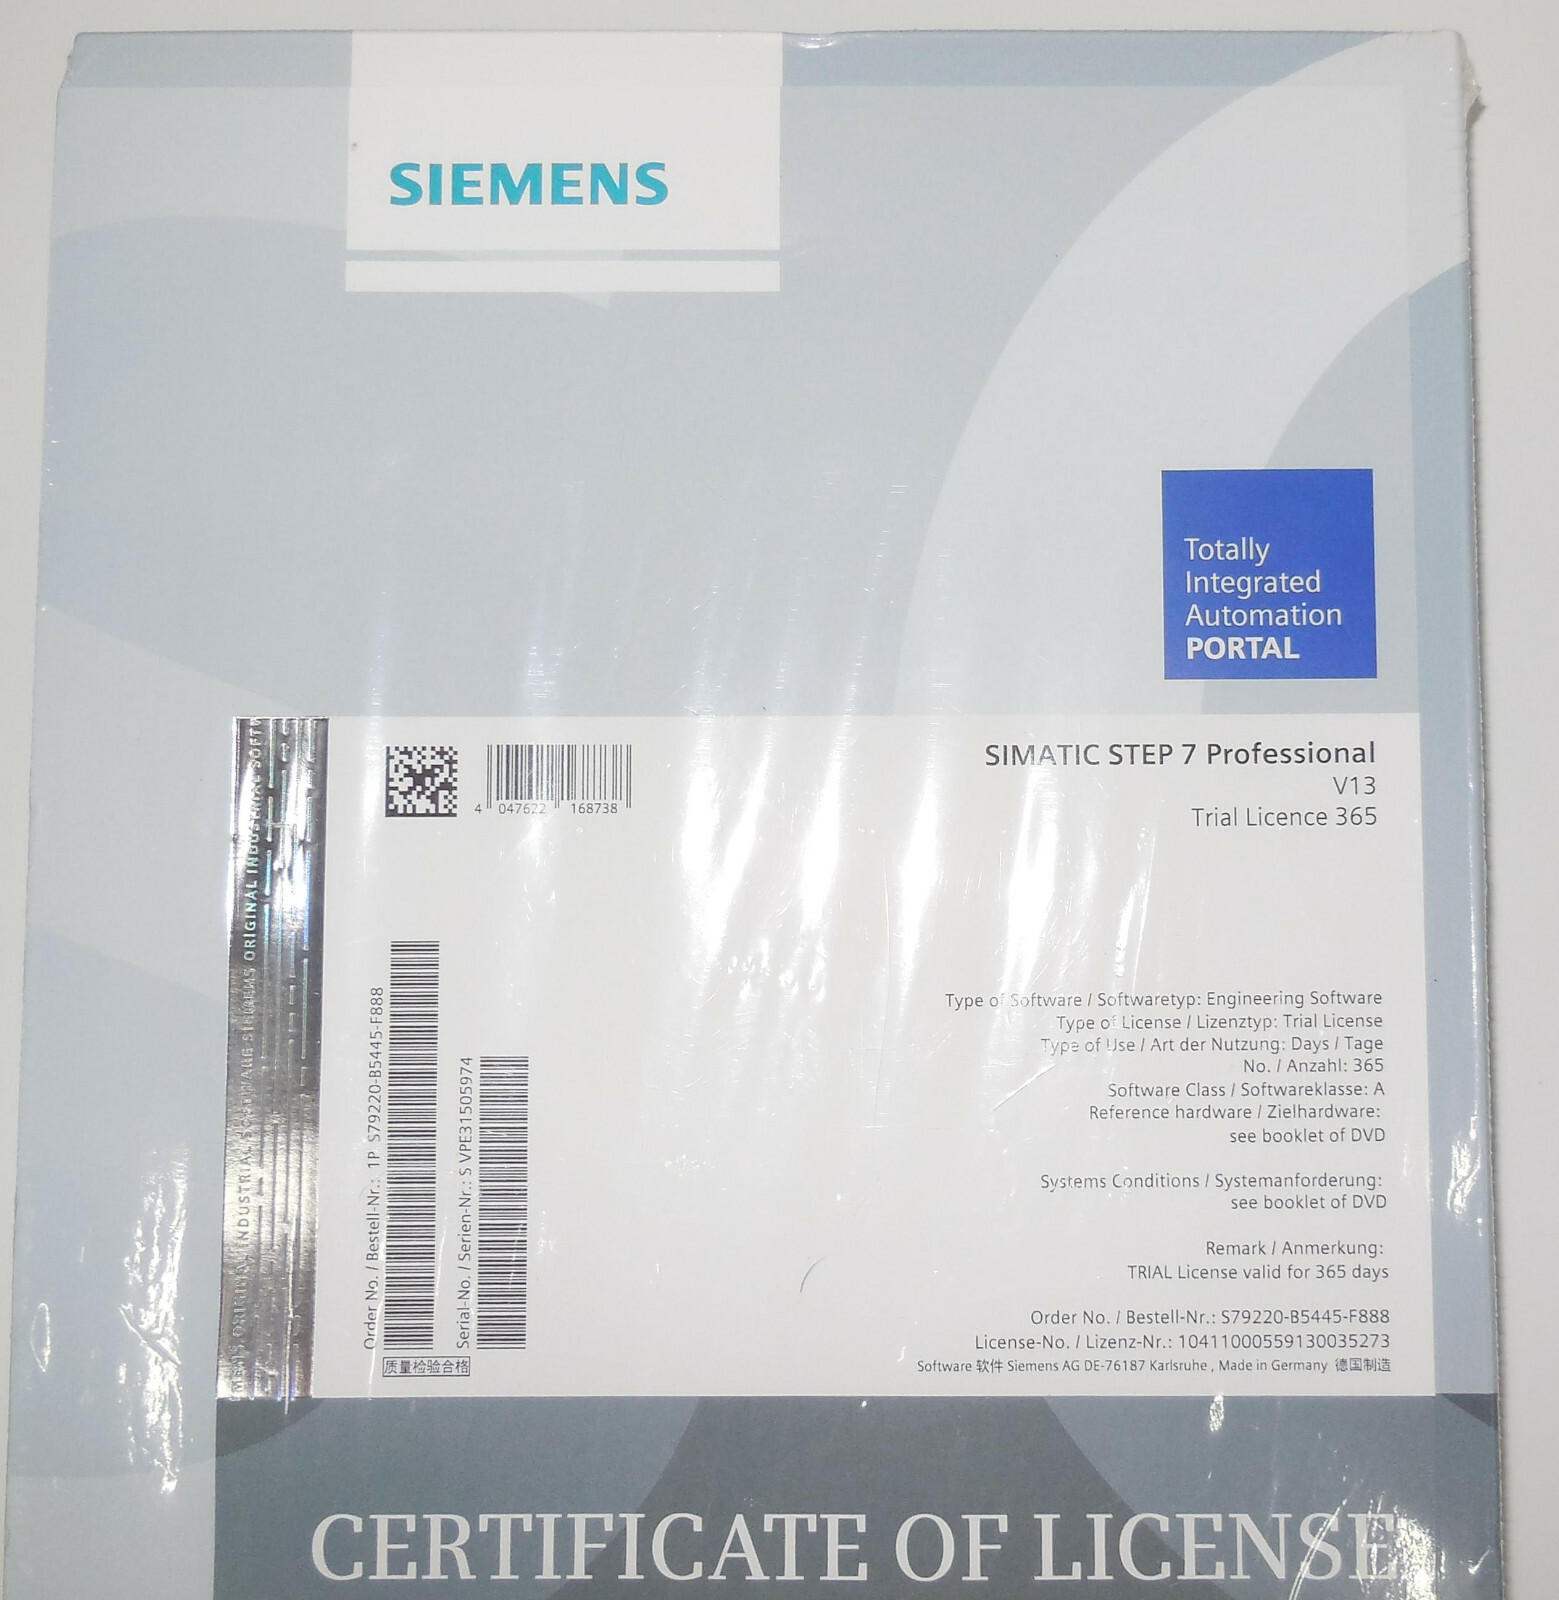 SIEMENS
Totally
Integrated
Automation
PORTAL
4 047622 168738
SIMATIC STEP 7 Professional
V13
Trial Licence 365
ORIGINAL INDUSTRIAL SOFTW
Order No. / Bestell-Nr.: 1P S79220-B5445-F888
Serial-No. / Serien-Nr.: S VPE31505974
质量检验合格
Type of Software / Softwaretyp: Engineering Software
Type of License / Lizenztyp: Trial License
Type of Use / Art der Nutzung: Days / Tage
No. / Anzahl: 365
Software Class / Softwareklasse: A
Reference hardware / Zielhardware:
see booklet of DVD
Systems Conditions / Systemanforderung:
see booklet of DVD
Remark / Anmerkung:
TRIAL License valid for 365 days
Order No. / Bestell-Nr.: S79220-B5445-F888
License-No. / Lizenz-Nr.: 10411000559130035273
Software 软件 Siemens AG DE-76187 Karlsruhe , Made in Germany 德国制造
CERTIFICATE OF LICENSE